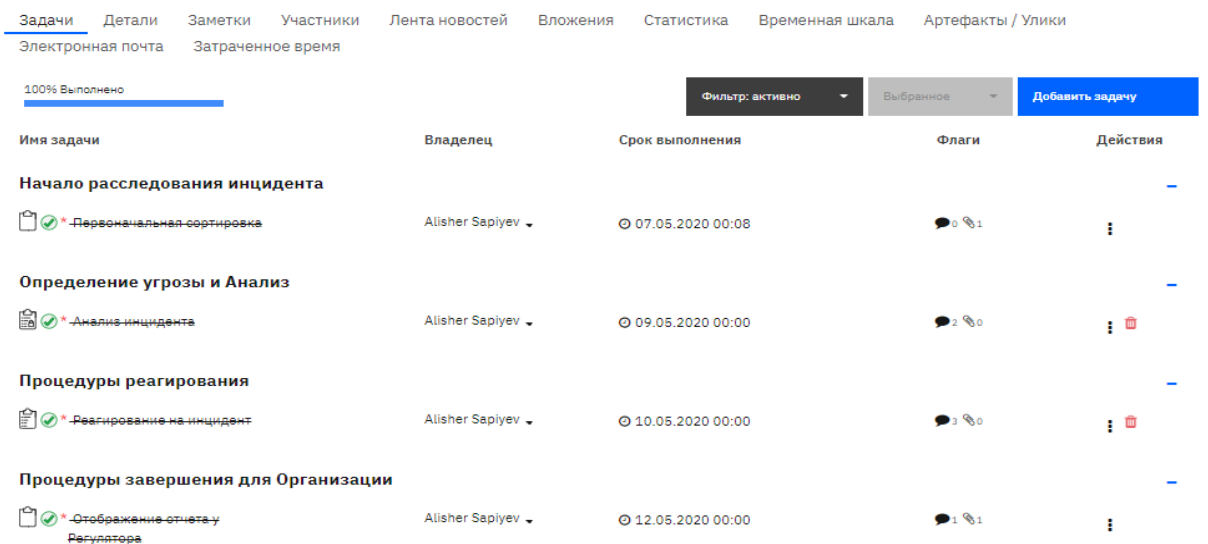 Задачи Детали Заметки Участники Лента новостей Вложения Статистика Временная шкала Артефакты / Улики
Электронная почта Затраченное время
100% Выполнено
Фильтр: активно Выбранное Добавить задачу
Имя задачи Владелец Срок выполнения Флаги Действия
Начало расследования инцидента
* Первоначальная сортировка Alisher Sapiyev 07.05.2020 00:08 0 1
Определение угрозы и Анализ
* Анализ инцидента Alisher Sapiyev 09.05.2020 00:00 2 0
Процедуры реагирования
* Реагирование на инцидент Alisher Sapiyev 10.05.2020 00:00 3 0
Процедуры завершения для Организации
* Отображение отчета у Alisher Sapiyev 12.05.2020 00:00 1 1
Регулятора